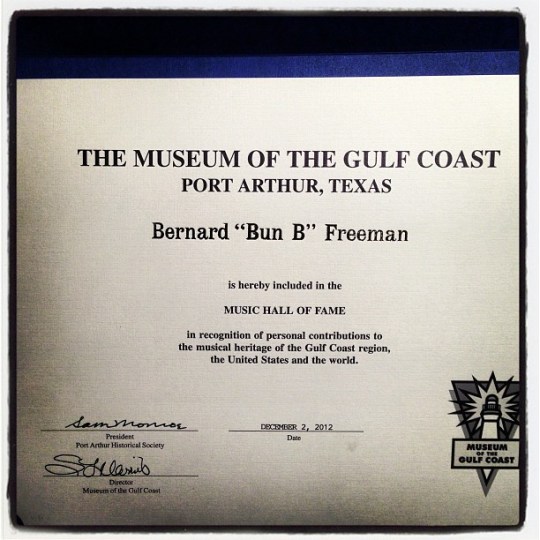 THE MUSEUM OF THE GULF COAST
PORT ARTHUR, TEXAS
Bernard "Bun B" Freeman
is hereby included in the
MUSIC HALL OF FAME
in recognition of personal contributions to
the musical heritage of the Gulf Coast region,
the United States and the world.
Sam Monroe
President
Port Arthur Historical Society
DECEMBER 2, 2012
Date
Director
Museum of the Gulf Coast
MUSEUM
OF THE
GULF COAST